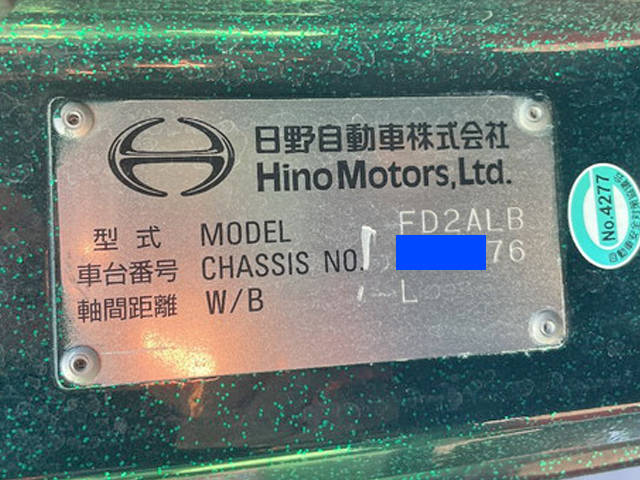 日野自動車株式会社
Hino Motors, Ltd.
型式 MODEL FD2ALB
車台番号 CHASSIS NO. 76
軸間距離 W/B L
No.4277